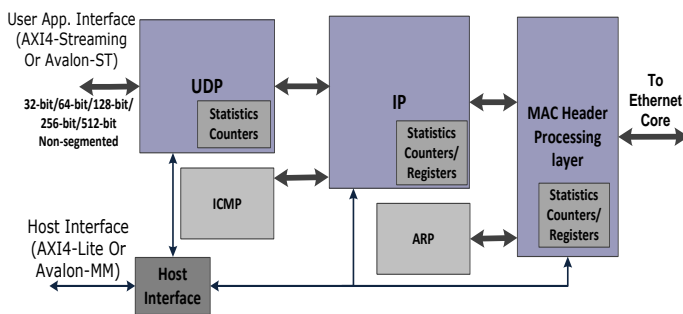 User App. Interface
(AXI4-Streaming
Or Avalon-ST)
32-bit/64-bit/128-bit/
256-bit/512-bit
Non-segmented
UDP
Statistics
Counters
IP
Statistics
Counters/
Registers
MAC Header
Processing
layer
Statistics
Counters/
Registers
To
Ethernet
Core
ICMP
ARP
Host Interface
(AXI4-Lite Or
Avalon-MM)
Host
Interface